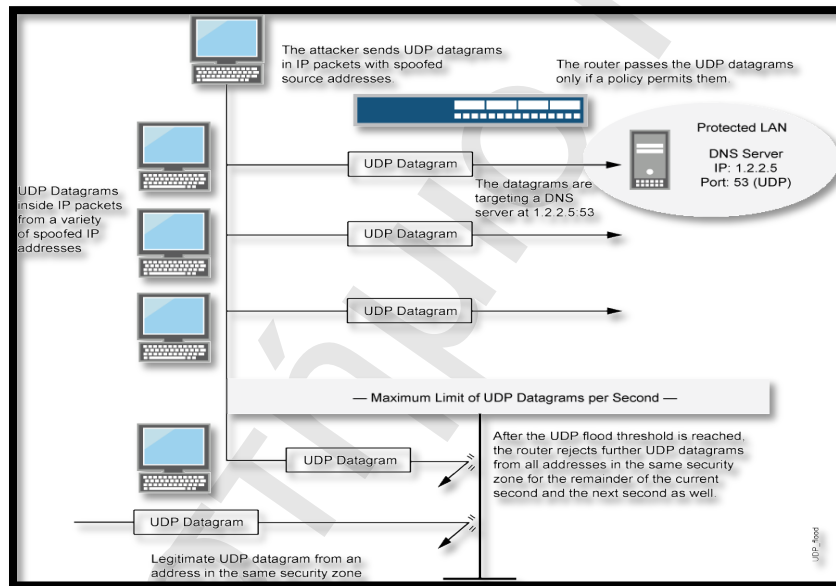 The attacker sends UDP datagrams
in IP packets with spoofed
source addresses
The router passes the UDP datagrams
only if a policy permits them.
Protected LAN
DNS Server
IP: 1.2.2.5
Port: 53 (UDP)
UDP Datagram
UDP Datagrams
inside IP packets
from a variety
of spoofed IP
addresses
The datagrams are
targeting a DNS
server at 1.2.2.5:53
UDP Datagram
UDP Datagram
— Maximum Limit of UDP Datagrams per Second —
After the UDP flood threshold is reached,
the router rejects further UDP datagrams
from all addresses in the same security
zone for the remainder of the current
second and the next second as well.
UDP Datagram
UDP Datagram
Legitimate UDP datagram from an
address in the same security zone
UDP_flood